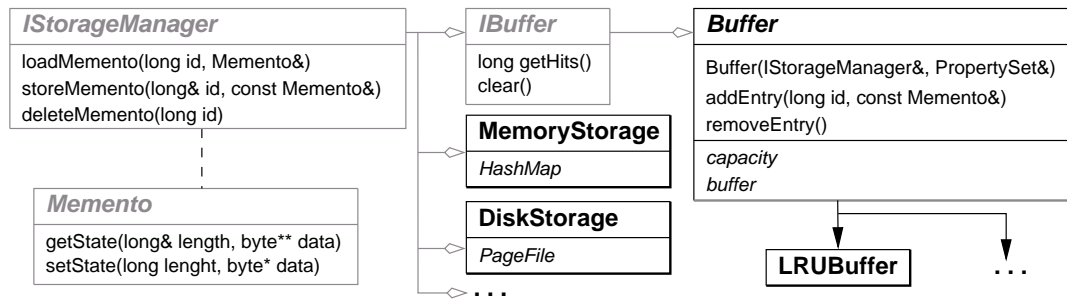 IStorageManager
loadMemento(long id, Memento&)
storeMemento(long& id, const Memento&)
deleteMemento(long id)
Memento
getState(long& length, byte** data)
setState(long lenght, byte* data)
IBuffer
long getHits()
clear()
MemoryStorage
HashMap
DiskStorage
PageFile
...
Buffer
Buffer(IStorageManager&, PropertySet&)
addEntry(long id, const Memento&)
removeEntry()
capacity
buffer
LRUBuffer
...